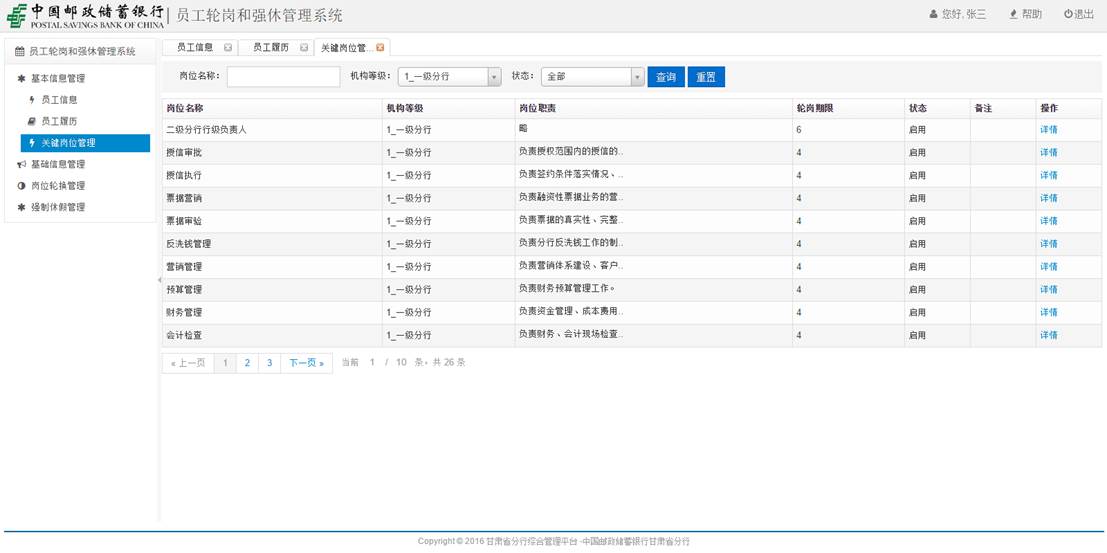 中国邮政储蓄银行
POSTAL SAVINGS BANK OF CHINA
员工轮岗和强休管理系统
您好, 张三 帮助 退出
员工轮岗和强休管理系统
基本信息管理
员工信息
员工履历
关键岗位管理
基础信息管理
岗位轮换管理
强制休假管理
员工信息 员工履历 关键岗位管...
岗位名称: 机构等级: 1_一级分行 状态: 全部 查询 重置
岗位名称 机构等级 岗位职责 轮岗期限 状态 备注 操作
二级分行行级负责人 1_一级分行 略 6 启用 详情
授信审批 1_一级分行 负责授权范围内的授信的.. 4 启用 详情
授信执行 1_一级分行 负责签约条件落实情况、.. 4 启用 详情
票据营销 1_一级分行 负责融资性票据业务的营.. 4 启用 详情
票据审验 1_一级分行 负责票据的真实性、完整.. 4 启用 详情
反洗钱管理 1_一级分行 负责分行反洗钱工作的制.. 4 启用 详情
营销管理 1_一级分行 负责营销体系建设、客户.. 4 启用 详情
预算管理 1_一级分行 负责财务预算管理工作。 4 启用 详情
财务管理 1_一级分行 负责资金管理、成本费用.. 4 启用 详情
会计检查 1_一级分行 负责财务、会计现场检查.. 4 启用 详情
« 上一页 1 2 3 下一页 » 当前 1 / 10 条，共 26 条
Copyright © 2016 甘肃省分行综合管理平台 -中国邮政储蓄银行甘肃省分行